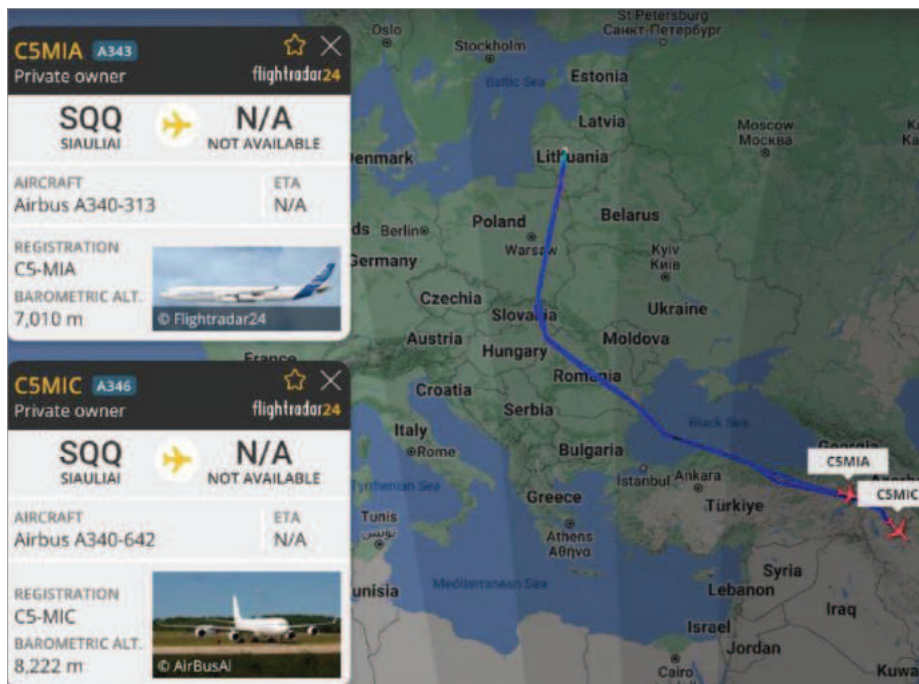 C5MIA A343
Private owner
flightradar24
SQQ
SIAULIAI
N/A
NOT AVAILABLE
AIRCRAFT
Airbus A340-313
ETA
N/A
REGISTRATION
C5-MIA
BAROMETRIC ALT.
7,010 m
© Flightradar24
C5MIC A346
Private owner
flightradar24
SQQ
SIAULIAI
N/A
NOT AVAILABLE
AIRCRAFT
Airbus A340-642
ETA
N/A
REGISTRATION
C5-MIC
BAROMETRIC ALT.
8,222 m
© AirBusAI
Oslo
St Petersburg
Санкт-Петербург
Stockholm
Baltic Sea
Estonia
Latvia
Moscow
Москва
Lithuania
Denmark
Belarus
Poland
Berlin
Warsaw
Germany
Kyiv
Київ
Czechia
Ukraine
Slovakia
Austria
Moldova
Hungary
France
Romania
Croatia
Serbia
Italy
Black Sea
Bulgaria
Georgia
Rome
C5MIA
Istanbul
Ankara
C5MIC
Tyrrhenian Sea
Greece
Türkiye
Tunis
تونس
Athens
Αθήνα
Syria
Mediterranean Sea
Lebanon
Iraq
Israel
Jordan
Cairo